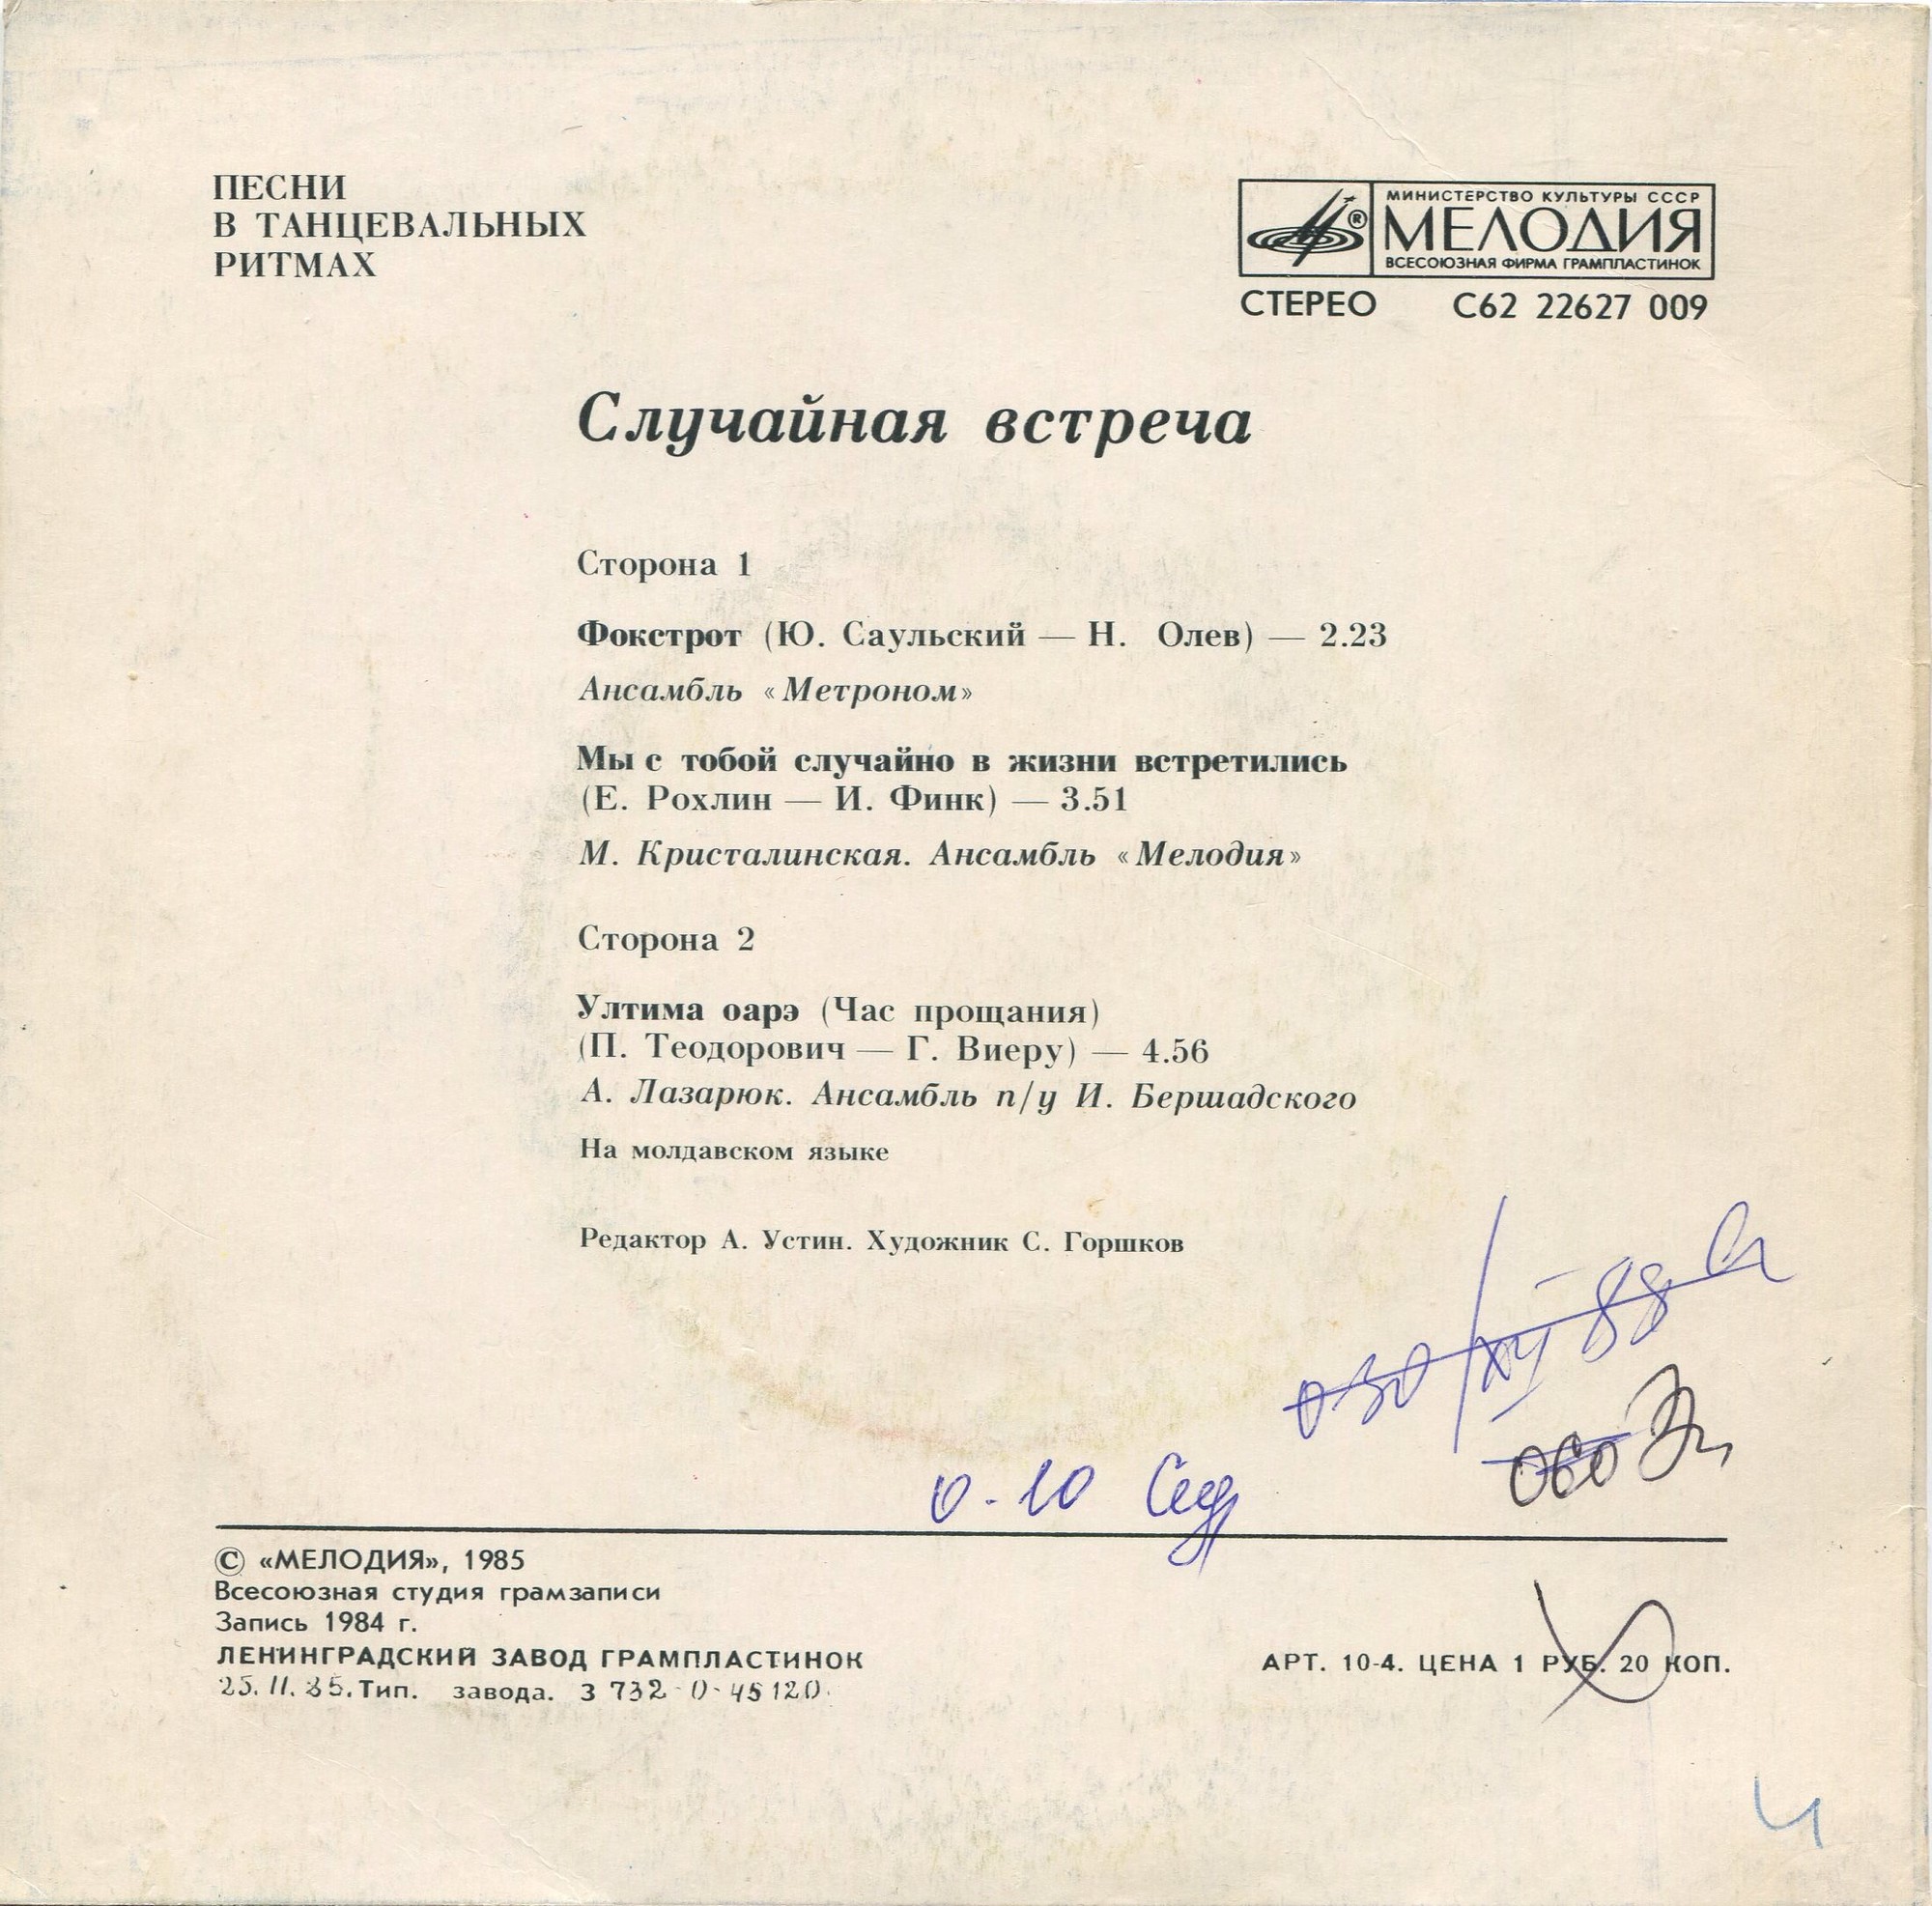 ПЕСНИ
В ТАНЦЕВАЛЬНЫХ
РИТМАХ
МИНИСТЕРСТВО КУЛЬТУРЫ СССР
®
МЕЛОДИЯ
ВСЕСОЮЗНАЯ ФИРМА ГРАМПЛАСТИНОК
СТЕРЕО С62 22627 009
Случайная встреча
Сторона 1
Фокстрот (Ю. Саульский — Н. Олев) — 2.23
Ансамбль «Метроном»
Мы с тобой случайно в жизни встретились
(Е. Рохлин — И. Финк) — 3.51
М. Кристалинская. Ансамбль «Мелодия»
Сторона 2
Ултима оарэ (Час прощания)
(П. Теодорович — Г. Виеру) — 4.56
А. Лазарюк. Ансамбль п/у И. Бершадского
На молдавском языке
Редактор А. Устин. Художник С. Горшков
0-30
88
060
0-10
© «МЕЛОДИЯ», 1985
Всесоюзная студия грамзаписи
Запись 1984 г.
ЛЕНИНГРАДСКИЙ ЗАВОД ГРАМПЛАСТИНОК
25.11.85. Тип. завода. З 732-0-45120.
АРТ. 10-4. ЦЕНА 1 РУБ. 20 КОП.